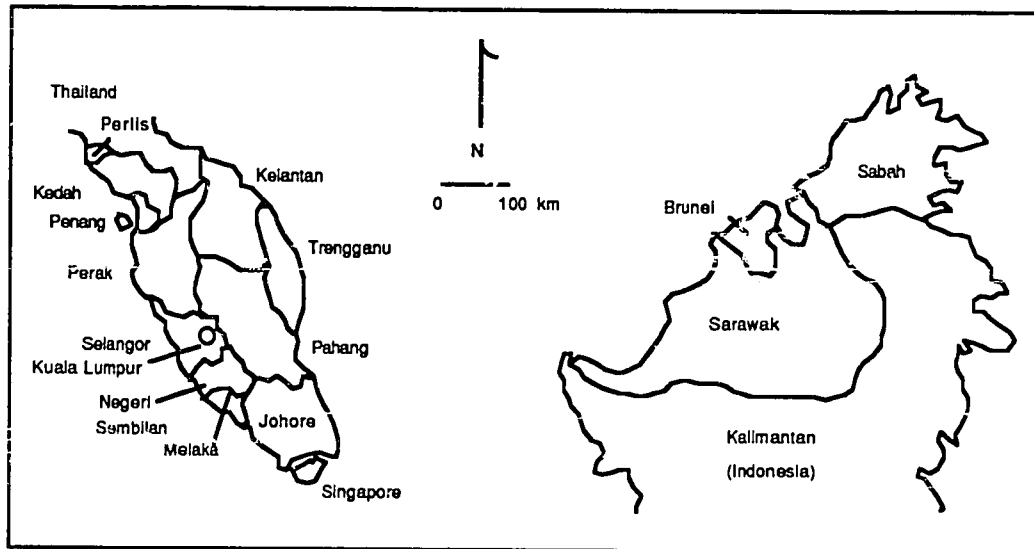 Thailand
Perlis
Kedah
Penang
Perak
Selangor
Kuala Lumpur
Negeri
Sembilan
Melaka
Kelantan
Trengganu
Pahang
Johore
Singapore
N
0 100 km
Brunei
Sabah
Sarawak
Kalimantan
(Indonesia)